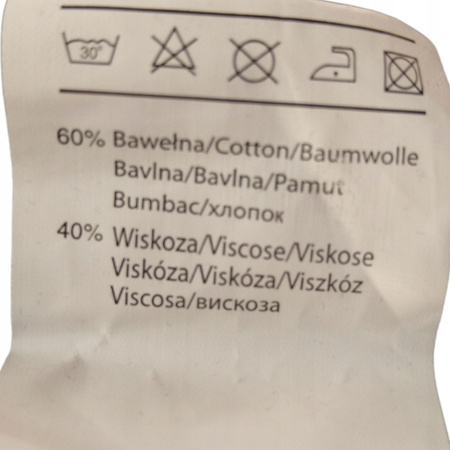 30°
60% Bawełna/Cotton/Baumwolle
Bavlna/Bavlna/Pamut
Bumbac/хлопок
40% Wiskoza/Viscose/Viskose
Viskóza/Viskóza/Viszkóz
Viscosa/вискоза